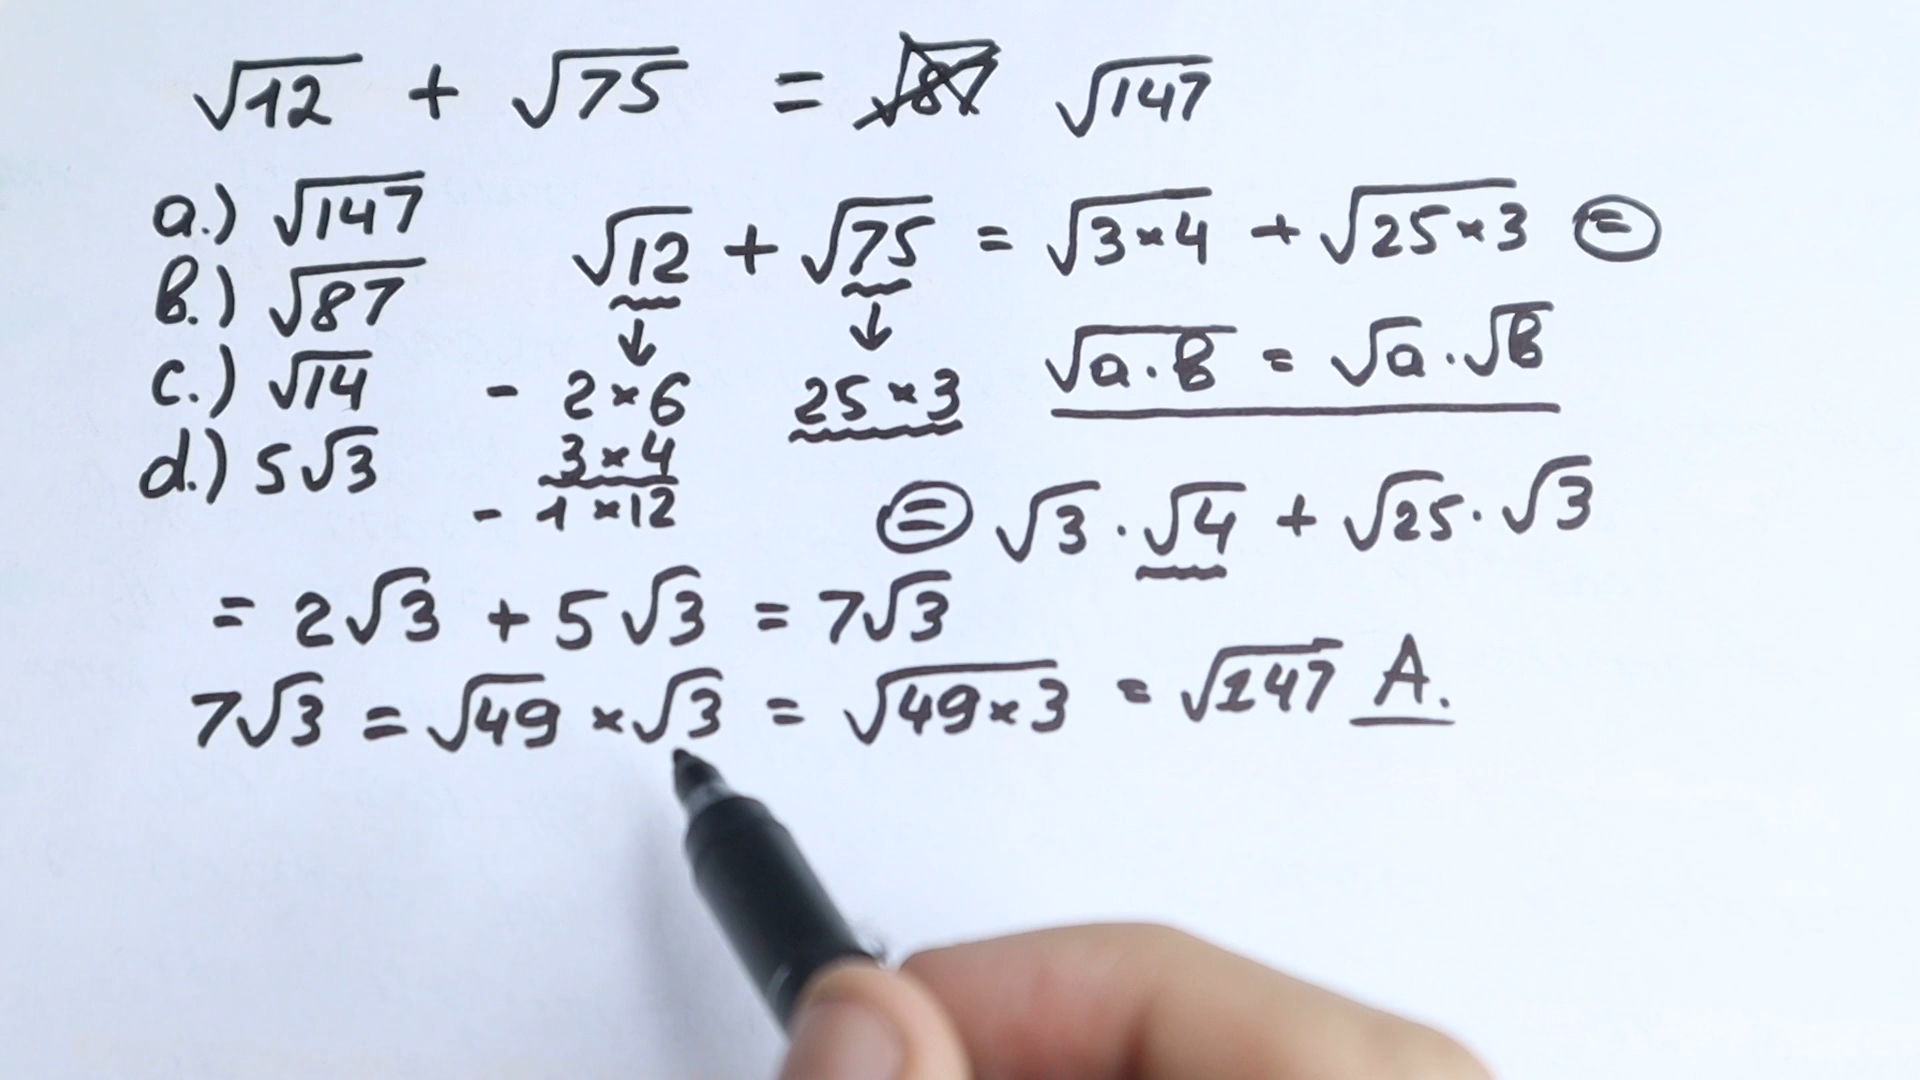 √12 + √75 = √87 √147
a.) √147
b.) √87
c.) √14
d.) 5√3
√12 + √75 = √3×4 + √25×3 =
- 2×6
3×4
- 1×12
25×3
√a.b = √a.√b
= √3.√4 + √25.√3
= 2√3 + 5√3 = 7√3
7√3 = √49 × √3 = √49×3 = √147 A.